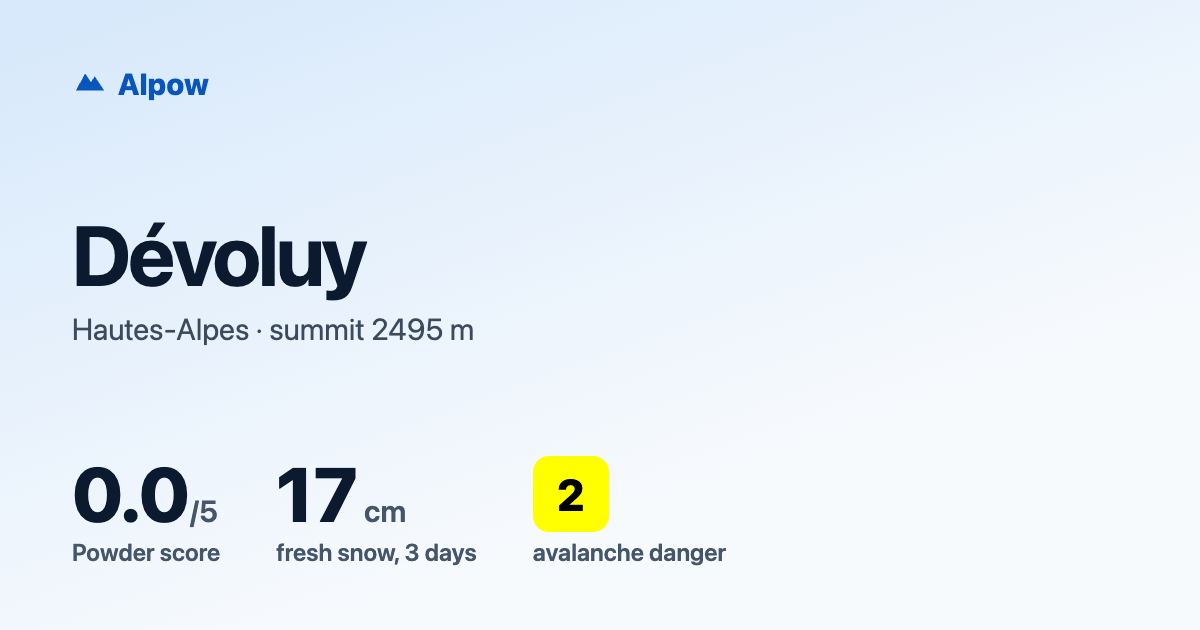 Alpow
Dévoluy
Hautes-Alpes · summit 2495 m
0.0/5 17 cm 2
Powder score fresh snow, 3 days avalanche danger